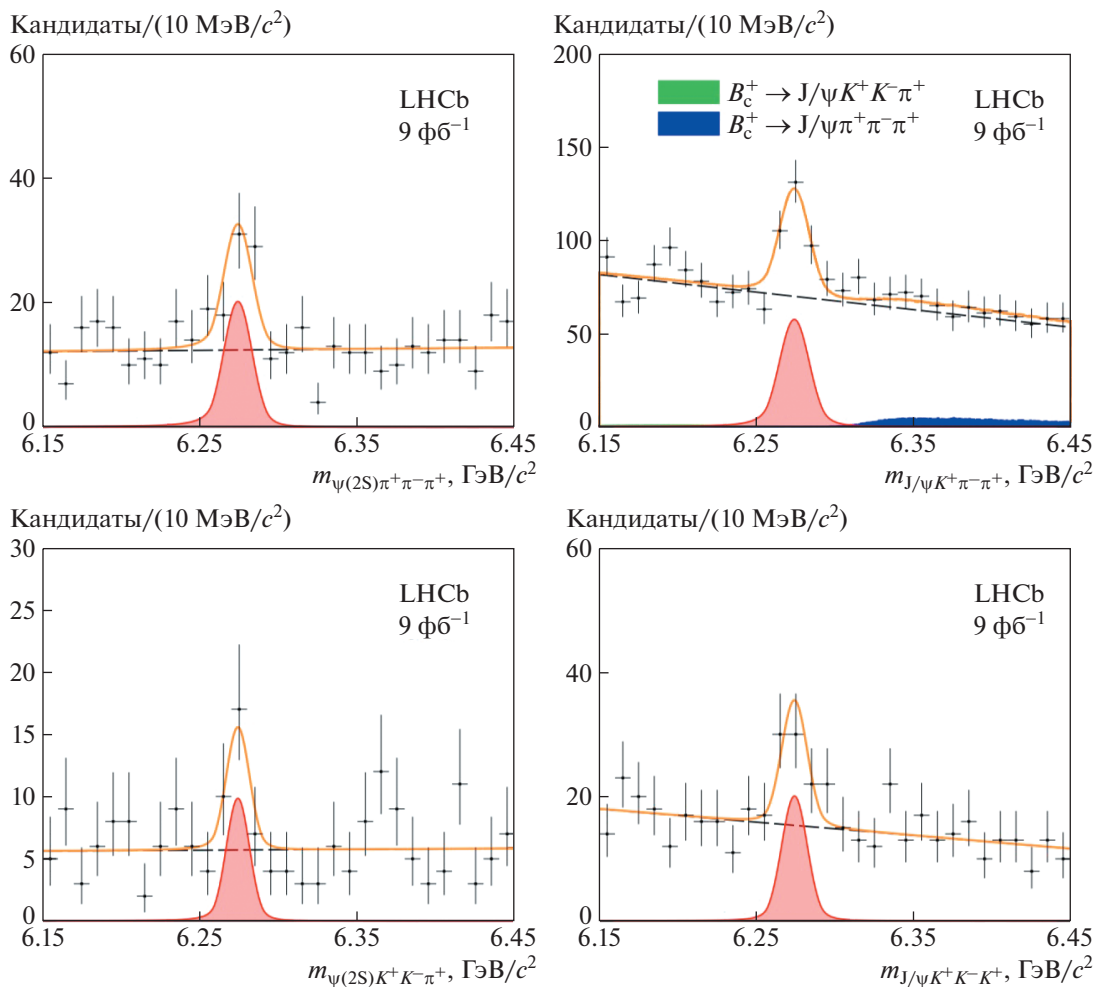 Кандидаты/(10 МэВ/c²)
60
40
20
0
LHCb
9 фб⁻¹
6.15 6.25 6.35 6.45
m_ψ(2S)π⁺π⁻π⁺, ГэВ/c²
Кандидаты/(10 МэВ/c²)
200
150
100
50
0
B_c⁺ → J/ψK⁺K⁻π⁺
B_c⁺ → J/ψπ⁺π⁻π⁺
LHCb
9 фб⁻¹
6.15 6.25 6.35 6.45
m_J/ψK⁺π⁻π⁺, ГэВ/c²
Кандидаты/(10 МэВ/c²)
30
25
20
15
10
5
0
LHCb
9 фб⁻¹
6.15 6.25 6.35 6.45
m_ψ(2S)K⁺K⁻π⁺, ГэВ/c²
Кандидаты/(10 МэВ/c²)
60
40
20
0
LHCb
9 фб⁻¹
6.15 6.25 6.35 6.45
m_J/ψK⁺K⁻K⁺, ГэВ/c²